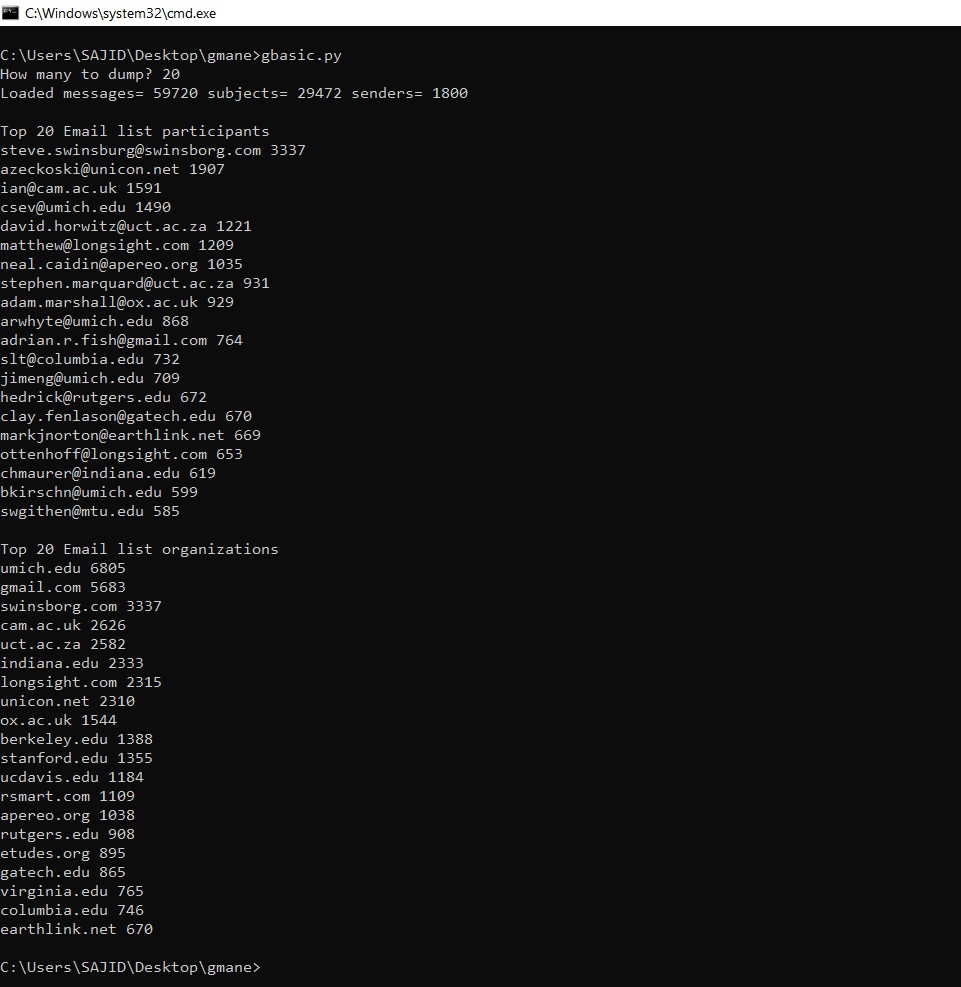 C:\Windows\system32\cmd.exe
C:\Users\SAJID\Desktop\gmane>gbasic.py
How many to dump? 20
Loaded messages= 59720 subjects= 29472 senders= 1800
Top 20 Email list participants
steve.swinsburg@swinsborg.com 3337
azeckoski@unicon.net 1907
ian@cam.ac.uk 1591
csev@umich.edu 1490
david.horwitz@uct.ac.za 1221
matthew@longsight.com 1209
neal.caidin@apereo.org 1035
stephen.marquard@uct.ac.za 931
adam.marshall@ox.ac.uk 929
arwhyte@umich.edu 868
adrian.r.fish@gmail.com 764
slt@columbia.edu 732
jimeng@umich.edu 709
hedrick@rutgers.edu 672
clay.fenlason@gatech.edu 670
markjnorton@earthlink.net 669
ottenhoff@longsight.com 653
chmaurer@indiana.edu 619
bkirschn@umich.edu 599
swgithen@mtu.edu 585
Top 20 Email list organizations
umich.edu 6805
gmail.com 5683
swinsborg.com 3337
cam.ac.uk 2626
uct.ac.za 2582
indiana.edu 2333
longsight.com 2315
unicon.net 2310
ox.ac.uk 1544
berkeley.edu 1388
stanford.edu 1355
ucdavis.edu 1184
rsmart.com 1109
apereo.org 1038
rutgers.edu 908
etudes.org 895
gatech.edu 865
virginia.edu 765
columbia.edu 746
earthlink.net 670
C:\Users\SAJID\Desktop\gmane>